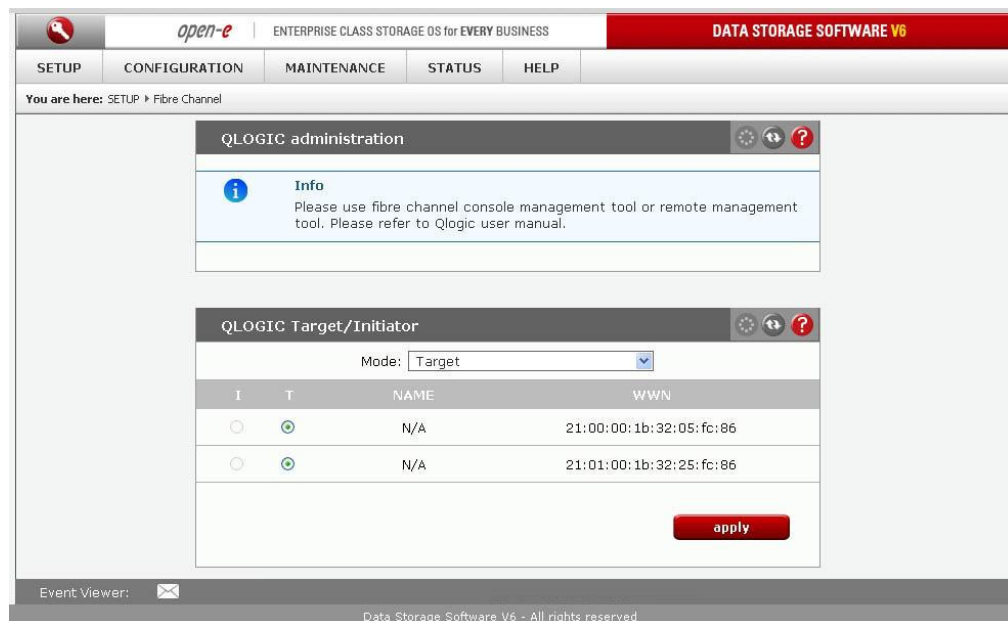 open-e ENTERPRISE CLASS STORAGE OS for EVERY BUSINESS DATA STORAGE SOFTWARE V6
SETUP CONFIGURATION MAINTENANCE STATUS HELP
You are here: SETUP Fibre Channel
QLOGIC administration ?
i Info
Please use fibre channel console management tool or remote management
tool. Please refer to Qlogic user manual.
QLOGIC Target/Initiator ?
Mode: Target
I T NAME WWN
N/A 21:00:00:1b:32:05:fc:86
N/A 21:01:00:1b:32:25:fc:86
apply
Event Viewer:
Data Storage Software V6 - All rights reserved